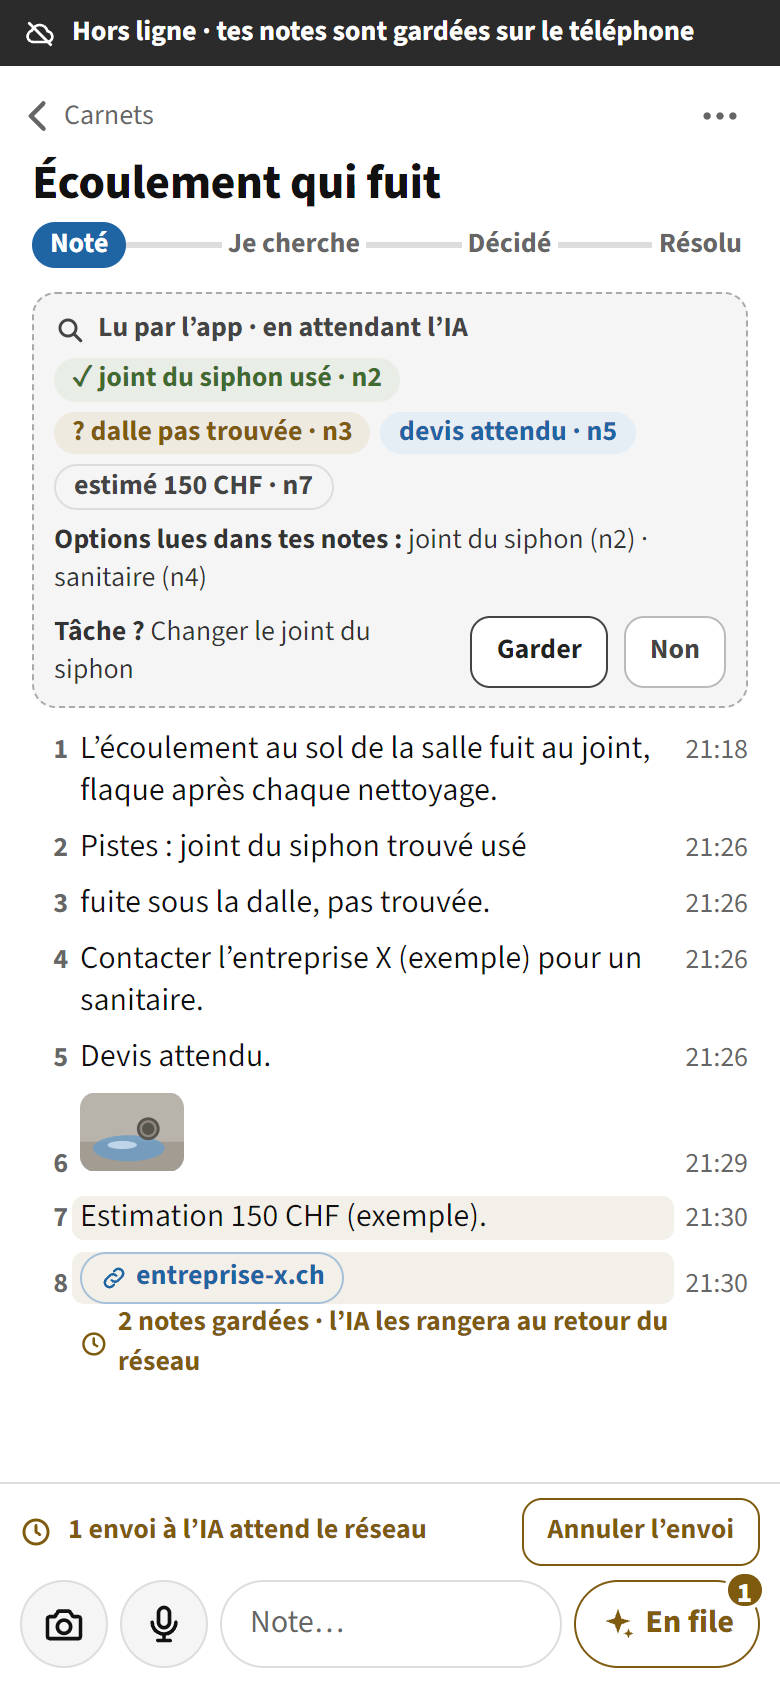 Hors ligne · tes notes sont gardées sur le téléphone
Carnets
Écoulement qui fuit
Noté Je cherche Décidé Résolu
Lu par l’app · en attendant l’IA
✓ joint du siphon usé · n2
? dalle pas trouvée · n3 devis attendu · n5
estimé 150 CHF · n7
Options lues dans tes notes : joint du siphon (n2) ·
sanitaire (n4)
Tâche ? Changer le joint du
siphon
Garder Non
1 L’écoulement au sol de la salle fuit au joint, 21:18
flaque après chaque nettoyage.
2 Pistes : joint du siphon trouvé usé 21:26
3 fuite sous la dalle, pas trouvée. 21:26
4 Contacter l’entreprise X (exemple) pour un 21:26
sanitaire.
5 Devis attendu. 21:26
6 21:29
7 Estimation 150 CHF (exemple). 21:30
8 entreprise-x.ch 21:30
2 notes gardées · l’IA les rangera au retour du
réseau
1 envoi à l’IA attend le réseau Annuler l’envoi
Note… En file 1